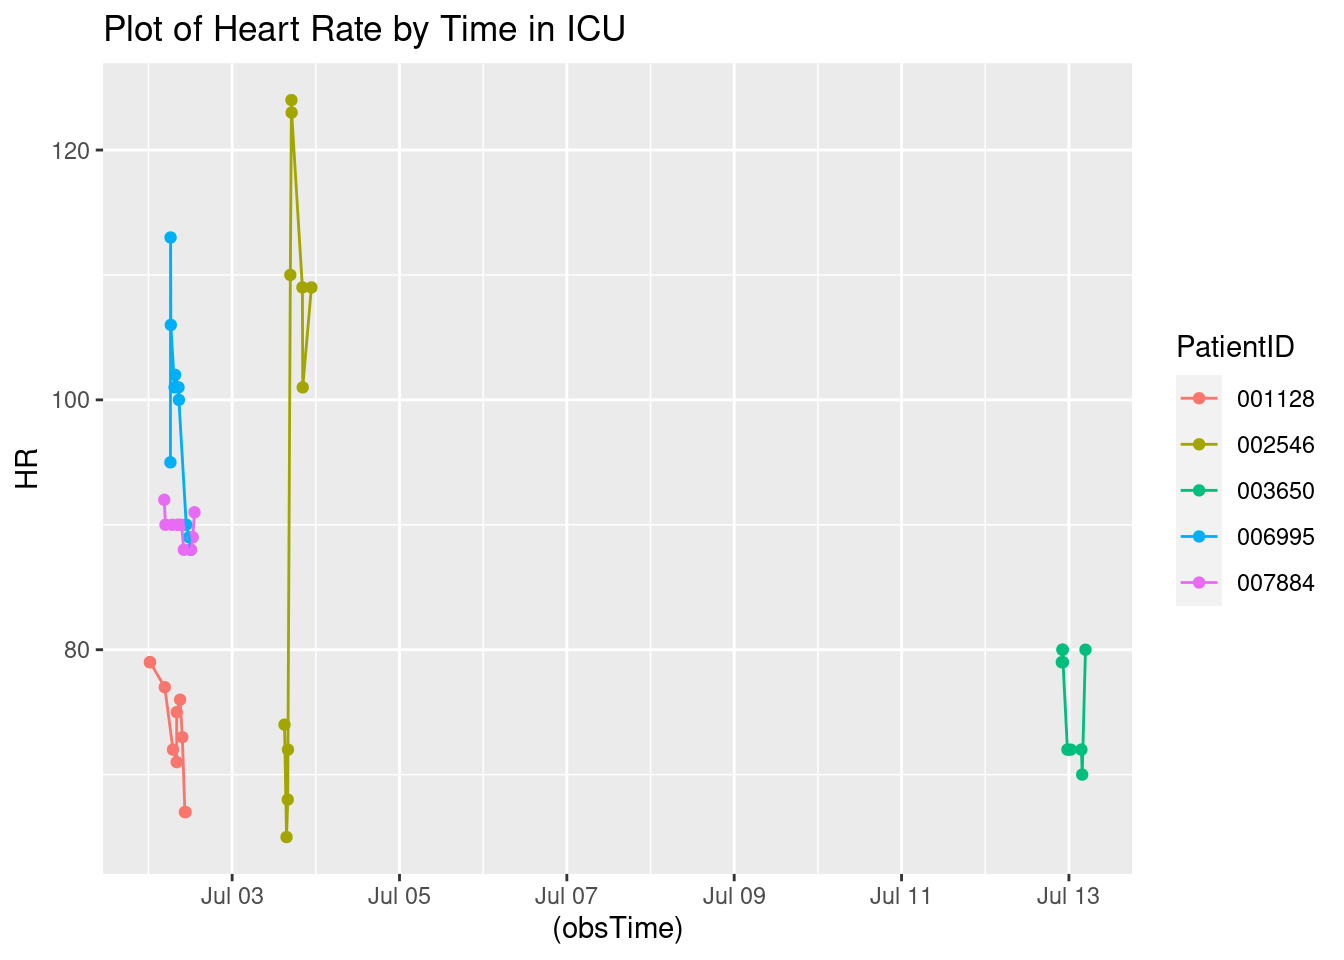 Plot of Heart Rate by Time in ICU
120
100
80
HR
Jul 03
Jul 05
Jul 07
Jul 09
Jul 11
Jul 13
(obsTime)
PatientID
001128
002546
003650
006995
007884